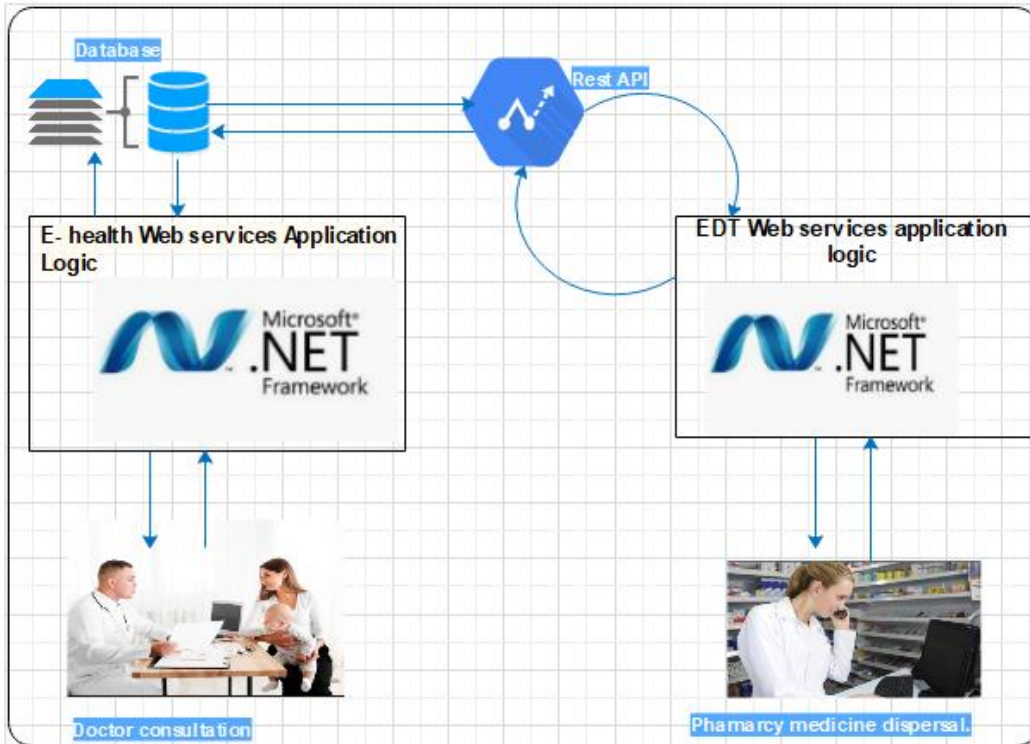 Database
Rest API
E- health Web services Application
Logic
Microsoft®
.NET
Framework
EDT Web services application
logic
Microsoft®
.NET
Framework
Doctor consultation
Phamarcy medicine dispersal.